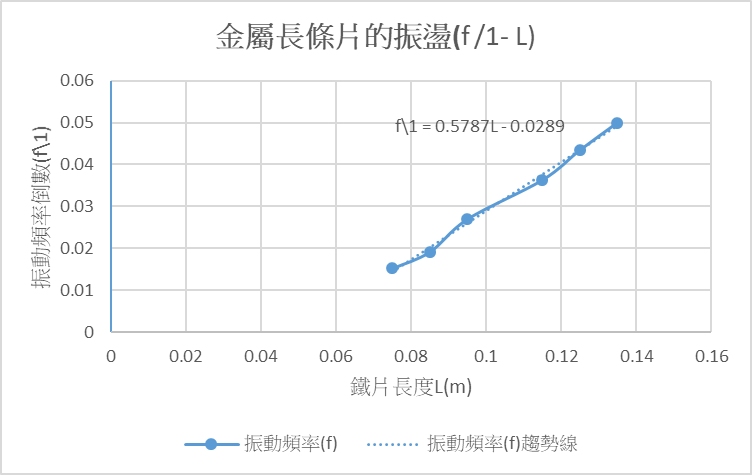 金屬長條片的振盪(f /1- L)
0.06
0.05
0.04
0.03
0.02
0.01
0
振動頻率倒數(f\1)
f\1 = 0.5787L - 0.0289
0 0.02 0.04 0.06 0.08 0.1 0.12 0.14 0.16
鐵片長度L(m)
振動頻率(f) 振動頻率(f)趨勢線